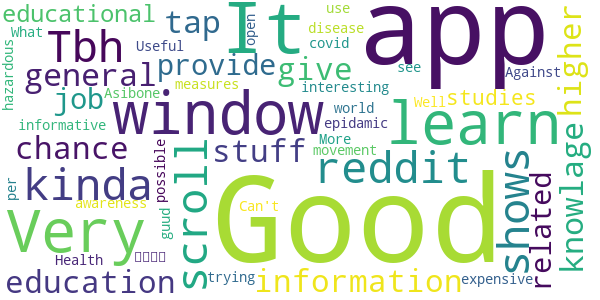 educational
What
tap
It
app
use
open
disease
covid
see
Tbh
Useful
provide
give
Against
higher
hazardous
general
Asibone
measures
interesting
job
window
world
Well
studies
informative
epidamic
learn
chance
possible
stuff
More
movement
reddit
kinda
scroll
Good
shows
related
knowlage
per
awareness
guud
Can't
Very
Health
education
trying
information
expensive